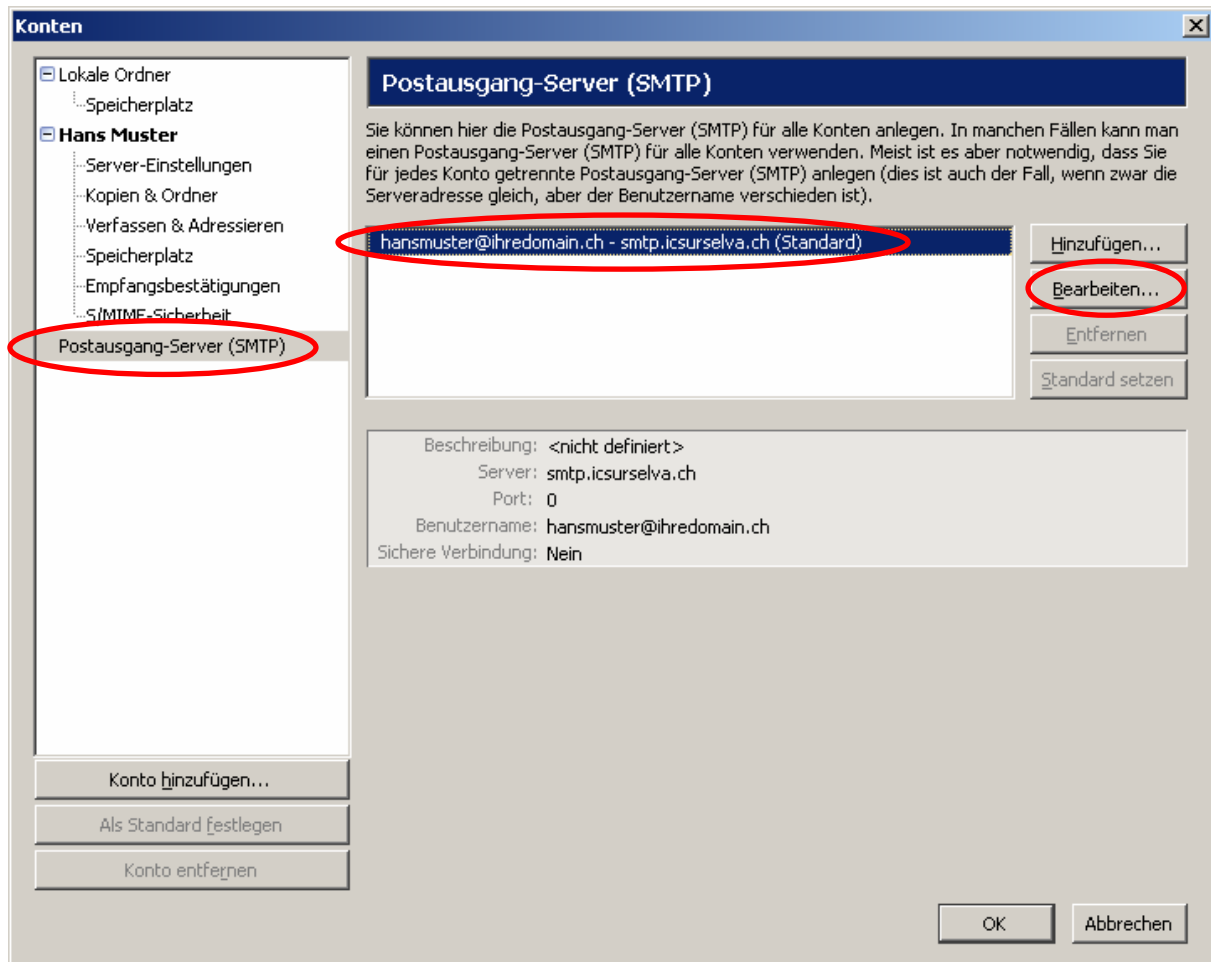 Konten
Lokale Ordner
Speicherplatz
Hans Muster
Server-Einstellungen
Kopien & Ordner
Verfassen & Adressieren
Speicherplatz
Empfangsbestätigungen
S/MIME-Sicherheit
Postausgang-Server (SMTP)
Konto hinzufügen...
Als Standard festlegen
Konto entfernen
Postausgang-Server (SMTP)
Sie können hier die Postausgang-Server (SMTP) für alle Konten anlegen. In manchen Fällen kann man
einen Postausgang-Server (SMTP) für alle Konten verwenden. Meist ist es aber notwendig, dass Sie
für jedes Konto getrennte Postausgang-Server (SMTP) anlegen (dies ist auch der Fall, wenn zwar die
Serveradresse gleich, aber der Benutzername verschieden ist).
hansmuster@ihredomain.ch - smtp.icsurselva.ch (Standard)
Hinzufügen...
Bearbeiten...
Entfernen
Standard setzen
Beschreibung: <nicht definiert>
Server: smtp.icsurselva.ch
Port: 0
Benutzername: hansmuster@ihredomain.ch
Sichere Verbindung: Nein
OK
Abbrechen